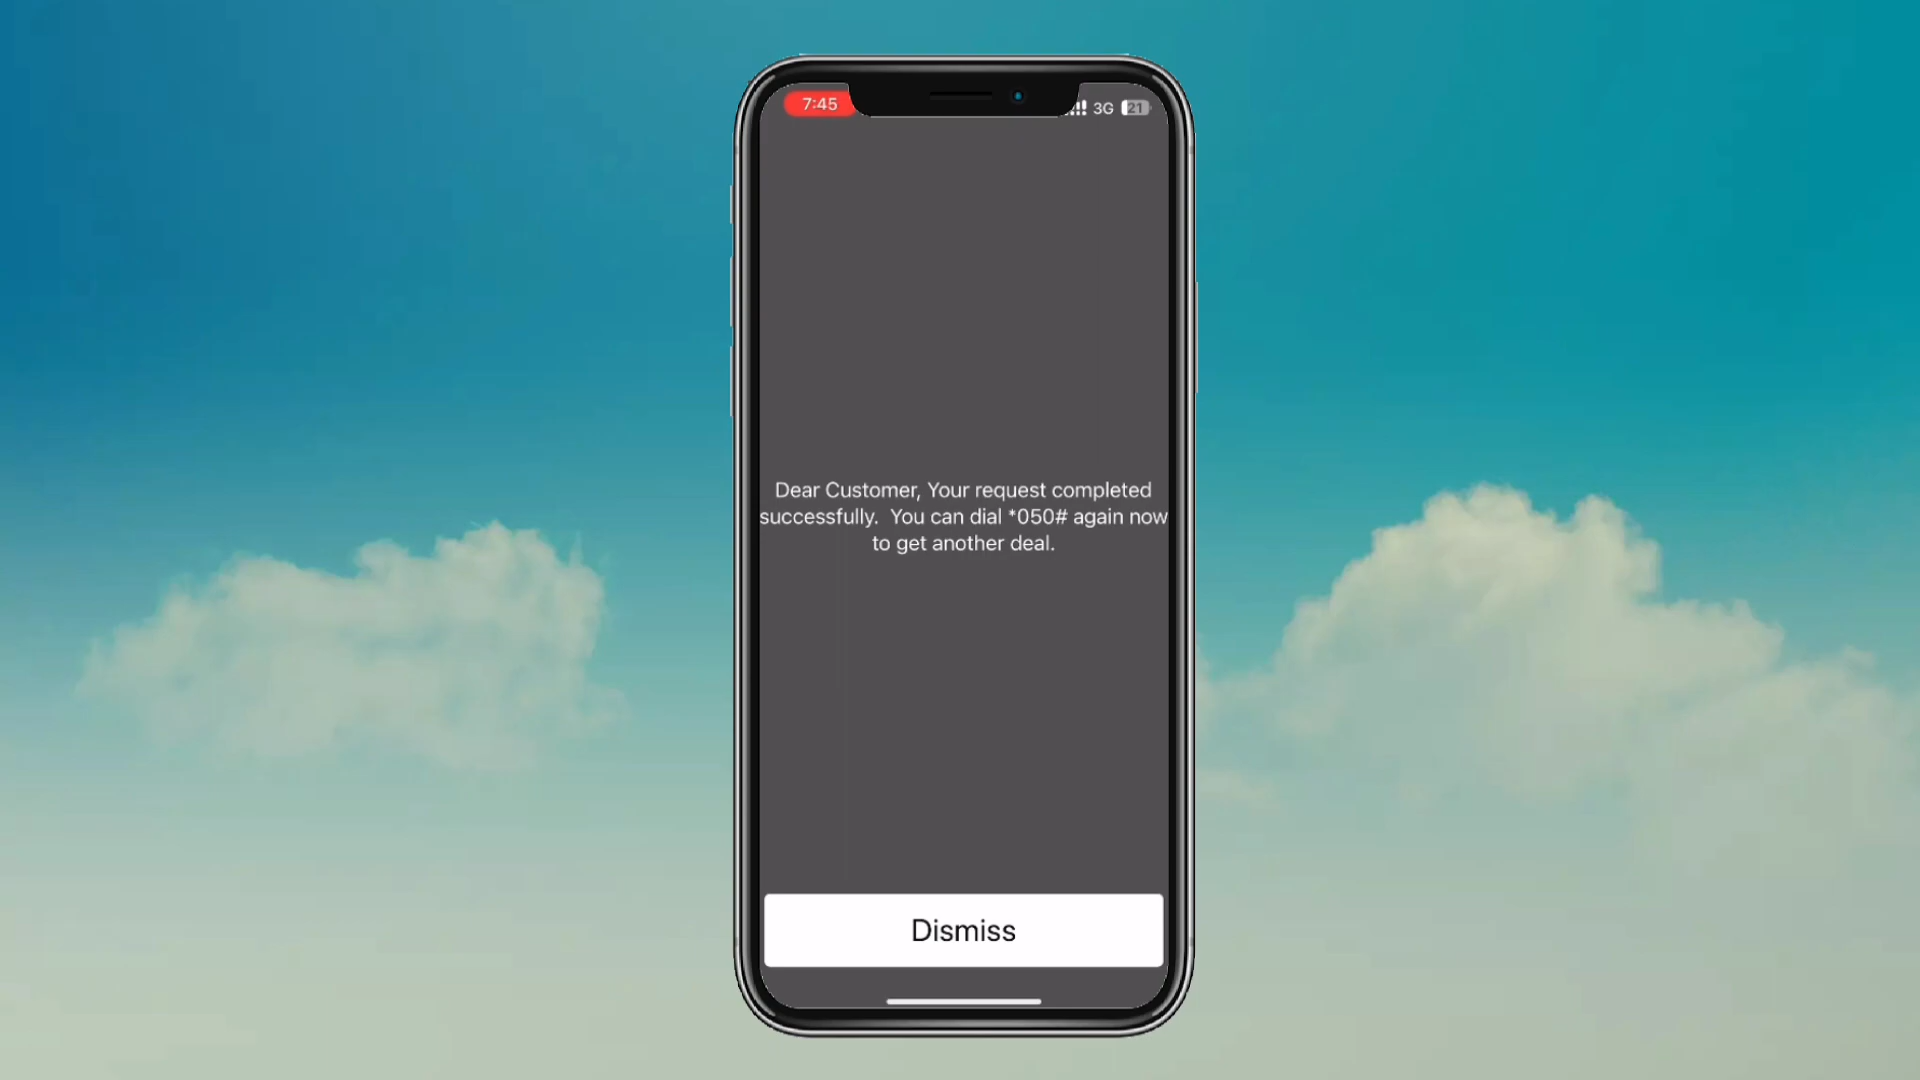 7:45
3G 21
Dear Customer, Your request completed
successfully. You can dial *050# again now
to get another deal.
Dismiss